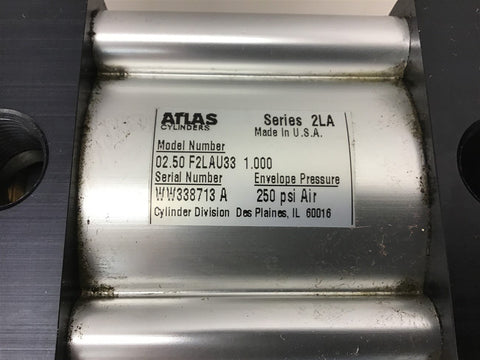 ATLAS Series 2LA
CYLINDERS Made In U.S.A.
Model Number
02.50 F2LAU33 1.000
Serial Number Envelope Pressure
WW338713 A 250 psi Air
Cylinder Division Des Plaines, IL 60016